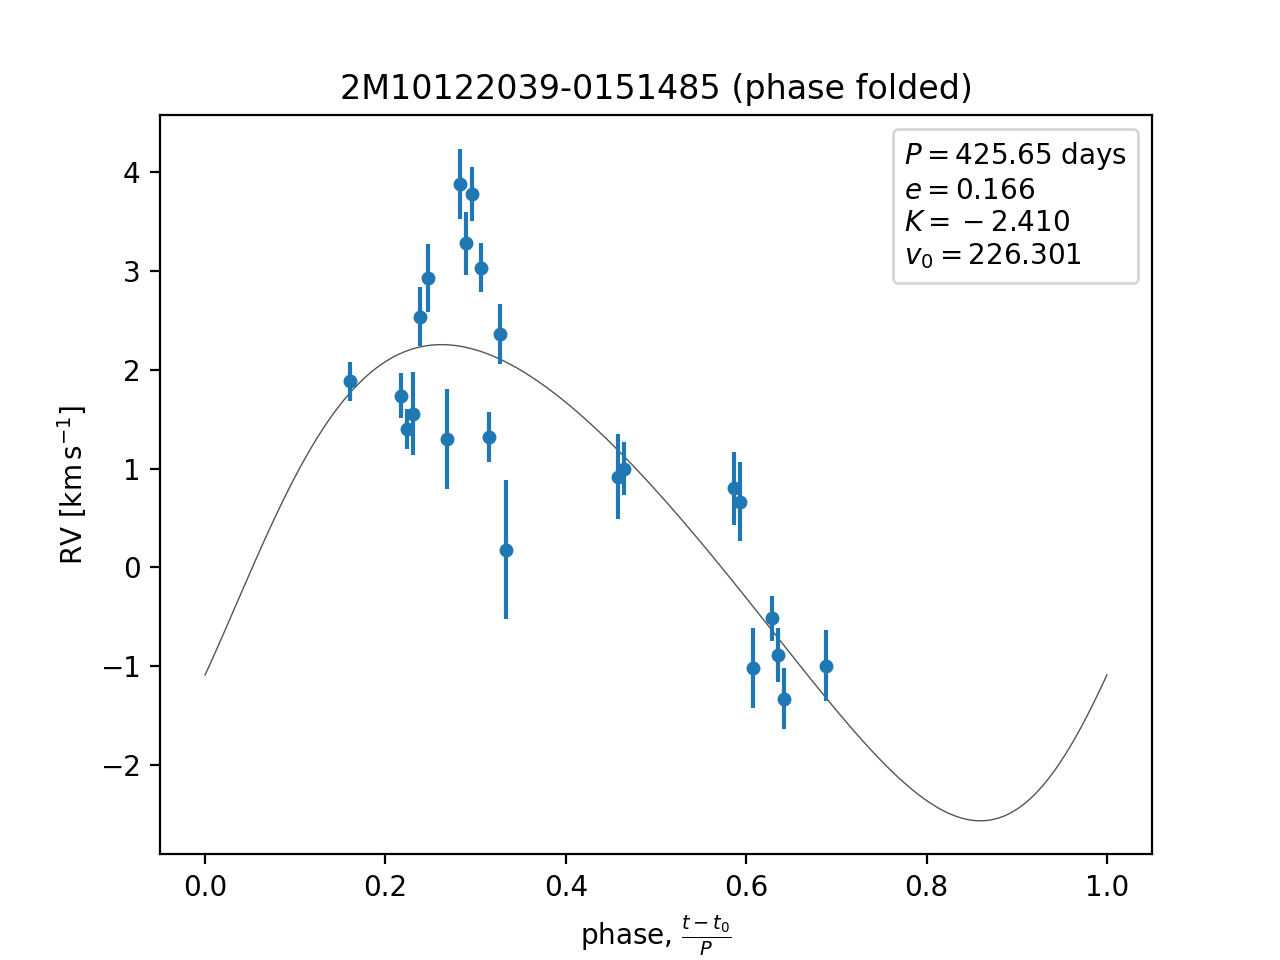 2M10122039-0151485 (phase folded)
P = 425.65 days
e = 0.166
K = −2.410
v₀ = 226.301
4
3
2
1
0
−1
−2
RV [km s⁻¹]
0.0 0.2 0.4 0.6 0.8 1.0
phase, (t − t₀)/P